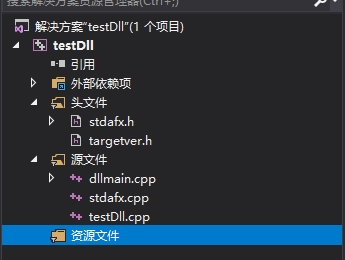 搜索解决方案资源管理器(Ctrl+;)
解决方案"testDll"(1 个项目)
testDll
引用
外部依赖项
头文件
stdafx.h
targetver.h
源文件
dllmain.cpp
stdafx.cpp
testDll.cpp
资源文件